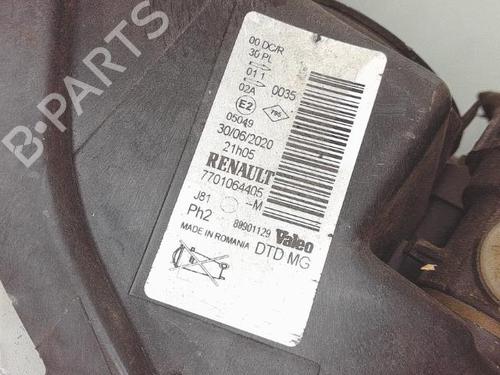 B-PARTS
00 DC/R
30 PL
01 1
02A
0035
E2
05049
30/06/2020
21h05
RENAULT
7701064405
-M
J81
Ph2
89901129 Valeo
MADE IN ROMANIA DTD MG